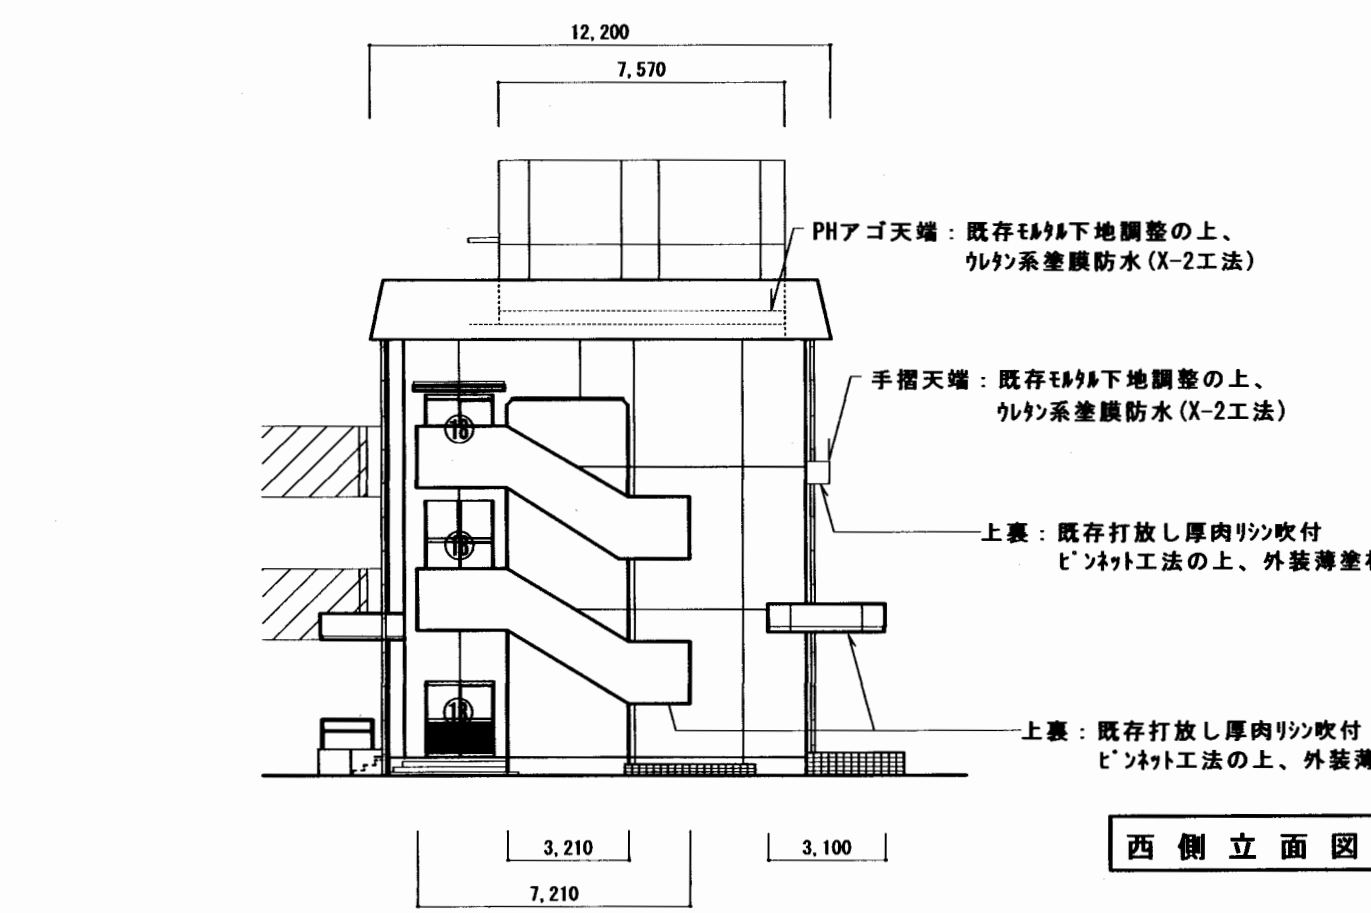 12,200
7,570
PHアゴ天端：既存ﾓﾙﾀﾙ下地調整の上、
ｳﾚﾀﾝ系塗膜防水(X-2工法)
手摺天端：既存ﾓﾙﾀﾙ下地調整の上、
ｳﾚﾀﾝ系塗膜防水(X-2工法)
18
上裏：既存打放し厚肉ﾘｼﾝ吹付
ﾋﾟﾝﾈｯﾄ工法の上、外装薄塗
上裏：既存打放し厚肉ﾘｼﾝ吹付
ﾋﾟﾝﾈｯﾄ工法の上、外装薄
3,210
3,100
西側立面図
7,210